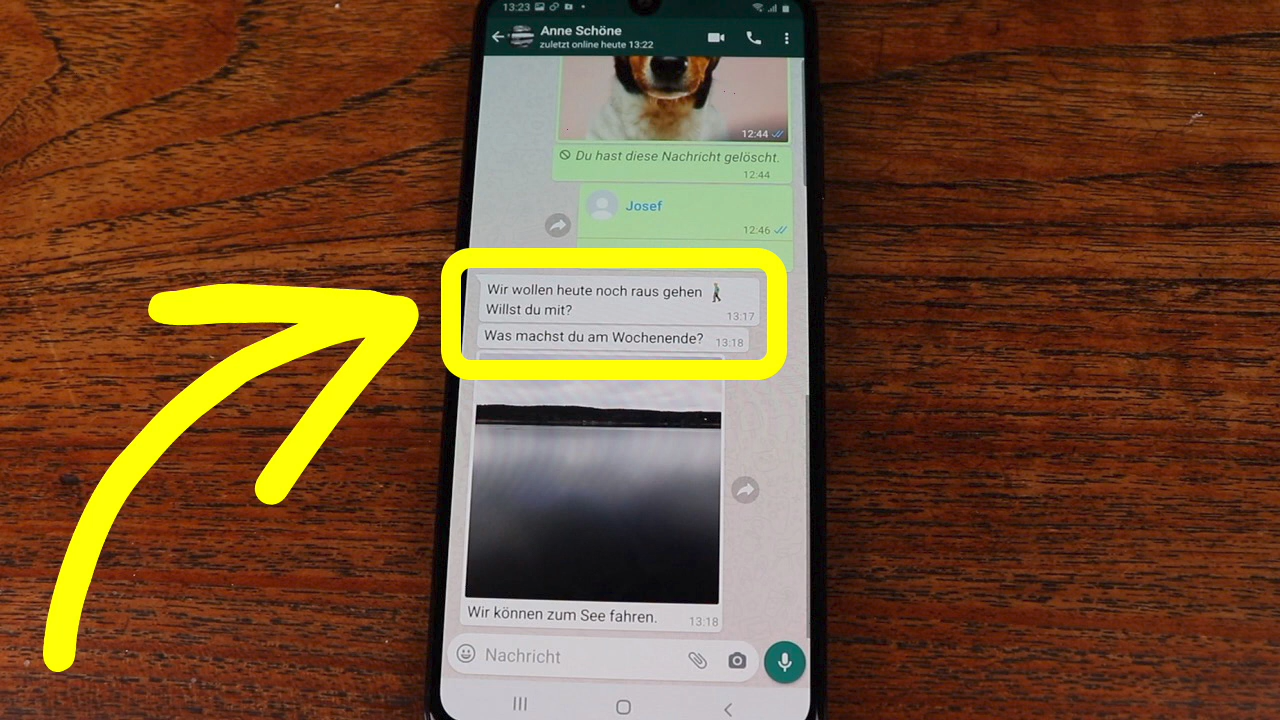 13:23
Anne Schöne
zuletzt online heute 13:22
12:44
Du hast diese Nachricht gelöscht.
12:44
Josef
12:46
Wir wollen heute noch raus gehen 🚶
Willst du mit?
13:17
Was machst du am Wochenende?
13:18
Wir können zum See fahren.
13:18
Nachricht